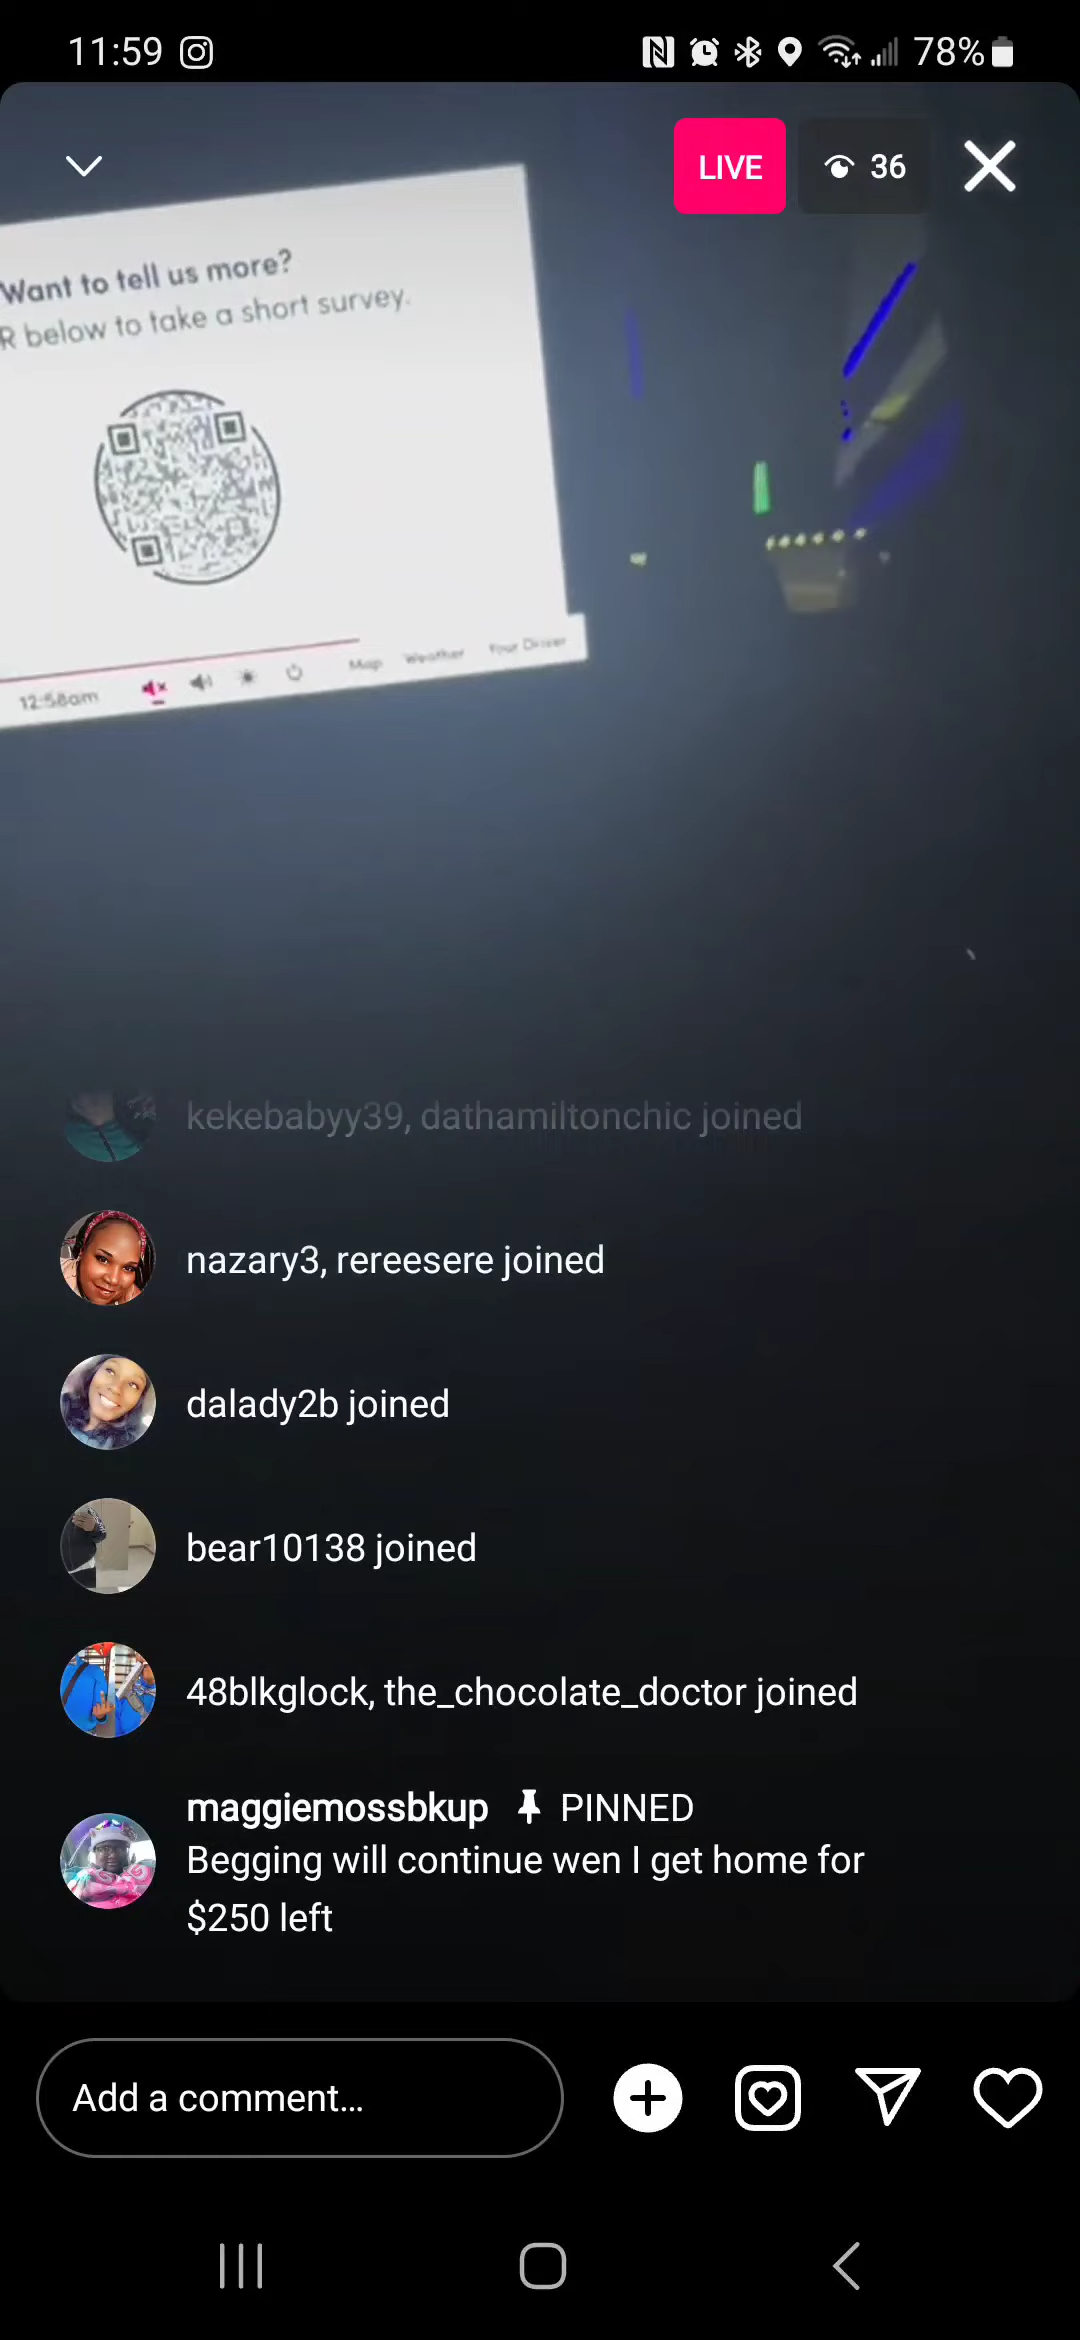 11:59
78%
LIVE
36
Want to tell us more?
R below to take a short survey.
12:58am
Map Weather Your Driver
kekebabyy39, dathamiltonchic joined
nazary3, rereesere joined
dalady2b joined
bear10138 joined
48blkglock, the_chocolate_doctor joined
maggiemossbkup PINNED
Begging will continue wen I get home for
$250 left
Add a comment...